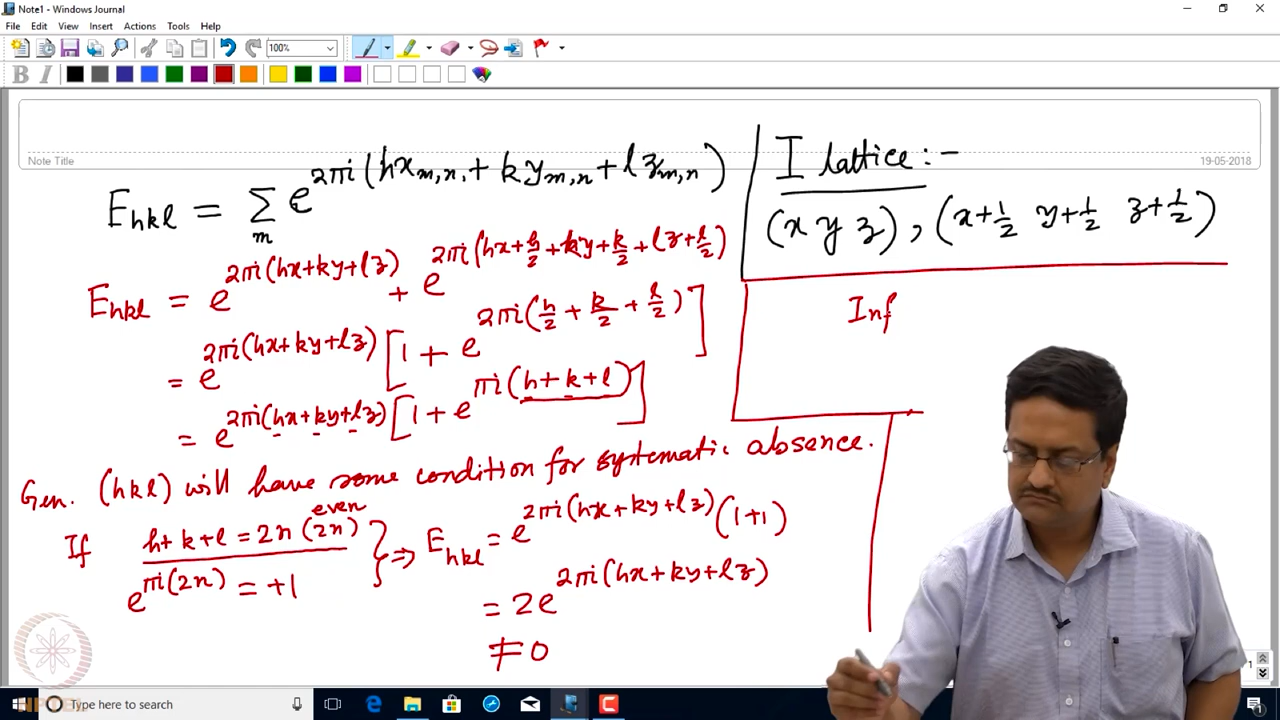 Note1 - Windows Journal
File Edit View Insert Actions Tools Help
100%
B I
Note Title
19-05-2018
E_hkl = Σ_m e^{2πi(hx_{m,n} + ky_{m,n} + lz_{m,n})}
I lattice :-
(x y z), (x+1/2 y+1/2 z+1/2)
E_hkl = e^{2πi(hx+ky+lz)} + e^{2πi(hx+h/2+ky+k/2+lz+l/2)}
= e^{2πi(hx+ky+lz)} [1 + e^{2πi(h/2 + k/2 + l/2)}]
= e^{2πi(hx+ky+lz)} [1 + e^{πi(h+k+l)}]
Inf
Gen. (hkl) will have some condition for systematic absence.
If h+k+l = 2n (2n) even
e^{πi(2n)} = +1
⇒ E_hkl = e^{2πi(hx+ky+lz)} (1+1)
= 2e^{2πi(hx+ky+lz)}
≠ 0
1
Type here to search